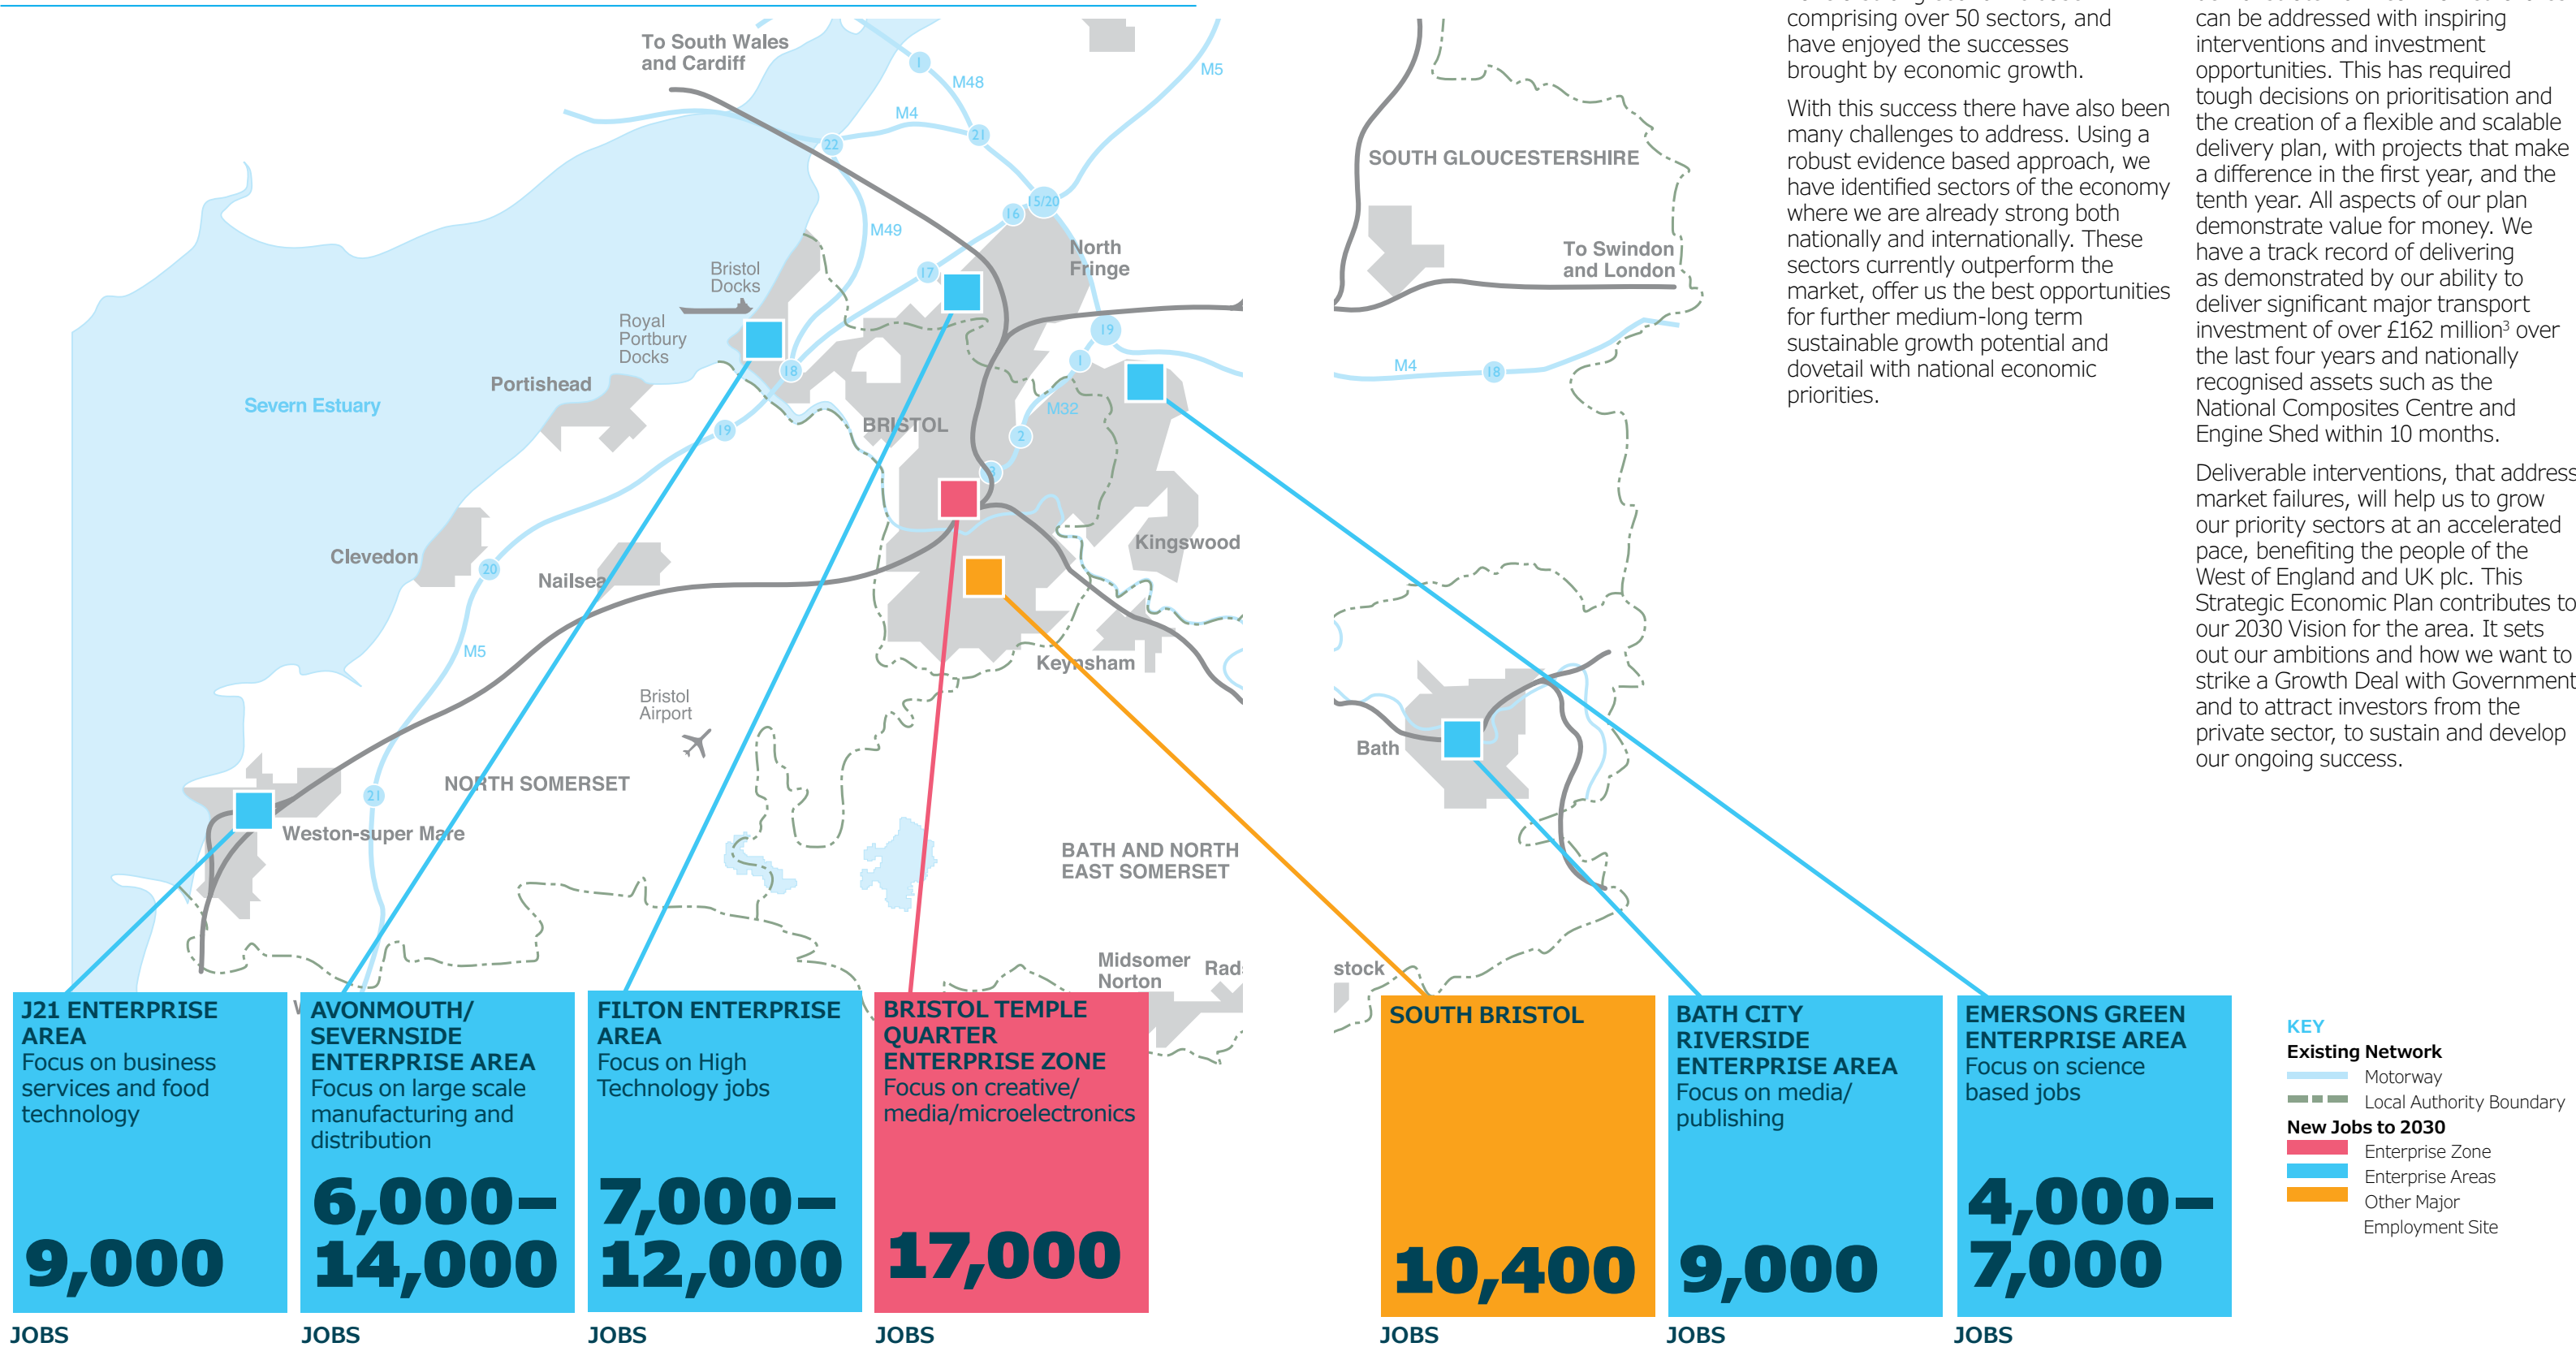 To South Wales
and Cardiff
1
M48
M5
M4
21
22
15/20
16
M49
17
North
Fringe
Bristol
Docks
Royal
Portbury
Docks
19
18
1
Portishead
Severn Estuary
M32
BRISTOL
19
2
3
Kingswood
Clevedon
20
Nailsea
M5
Keynsham
Bristol
Airport
NORTH SOMERSET
21
Weston-super Mare
BATH AND NORTH
EAST SOMERSET
Midsomer
Norton
SOUTH GLOUCESTERSHIRE
To Swindon
and London
M4
18
Bath
stock
comprising over 50 sectors, and
have enjoyed the successes
brought by economic growth.
With this success there have also been
many challenges to address. Using a
robust evidence based approach, we
have identified sectors of the economy
where we are already strong both
nationally and internationally. These
sectors currently outperform the
market, offer us the best opportunities
for further medium-long term
sustainable growth potential and
dovetail with national economic
priorities.
can be addressed with inspiring
interventions and investment
opportunities. This has required
tough decisions on prioritisation and
the creation of a flexible and scalable
delivery plan, with projects that make
a difference in the first year, and the
tenth year. All aspects of our plan
demonstrate value for money. We
have a track record of delivering
as demonstrated by our ability to
deliver significant major transport
investment of over £162 million³ over
the last four years and nationally
recognised assets such as the
National Composites Centre and
Engine Shed within 10 months.
Deliverable interventions, that address
market failures, will help us to grow
our priority sectors at an accelerated
pace, benefiting the people of the
West of England and UK plc. This
Strategic Economic Plan contributes to
our 2030 Vision for the area. It sets
out our ambitions and how we want to
strike a Growth Deal with Government
and to attract investors from the
private sector, to sustain and develop
our ongoing success.
J21 ENTERPRISE
AREA
Focus on business
services and food
technology
9,000
JOBS
AVONMOUTH/
SEVERNSIDE
ENTERPRISE AREA
Focus on large scale
manufacturing and
distribution
6,000–
14,000
JOBS
FILTON ENTERPRISE
AREA
Focus on High
Technology jobs
7,000–
12,000
JOBS
BRISTOL TEMPLE
QUARTER
ENTERPRISE ZONE
Focus on creative/
media/microelectronics
17,000
JOBS
SOUTH BRISTOL
10,400
JOBS
BATH CITY
RIVERSIDE
ENTERPRISE AREA
Focus on media/
publishing
9,000
JOBS
EMERSONS GREEN
ENTERPRISE AREA
Focus on science
based jobs
4,000–
7,000
JOBS
KEY
Existing Network
Motorway
Local Authority Boundary
New Jobs to 2030
Enterprise Zone
Enterprise Areas
Other Major
Employment Site